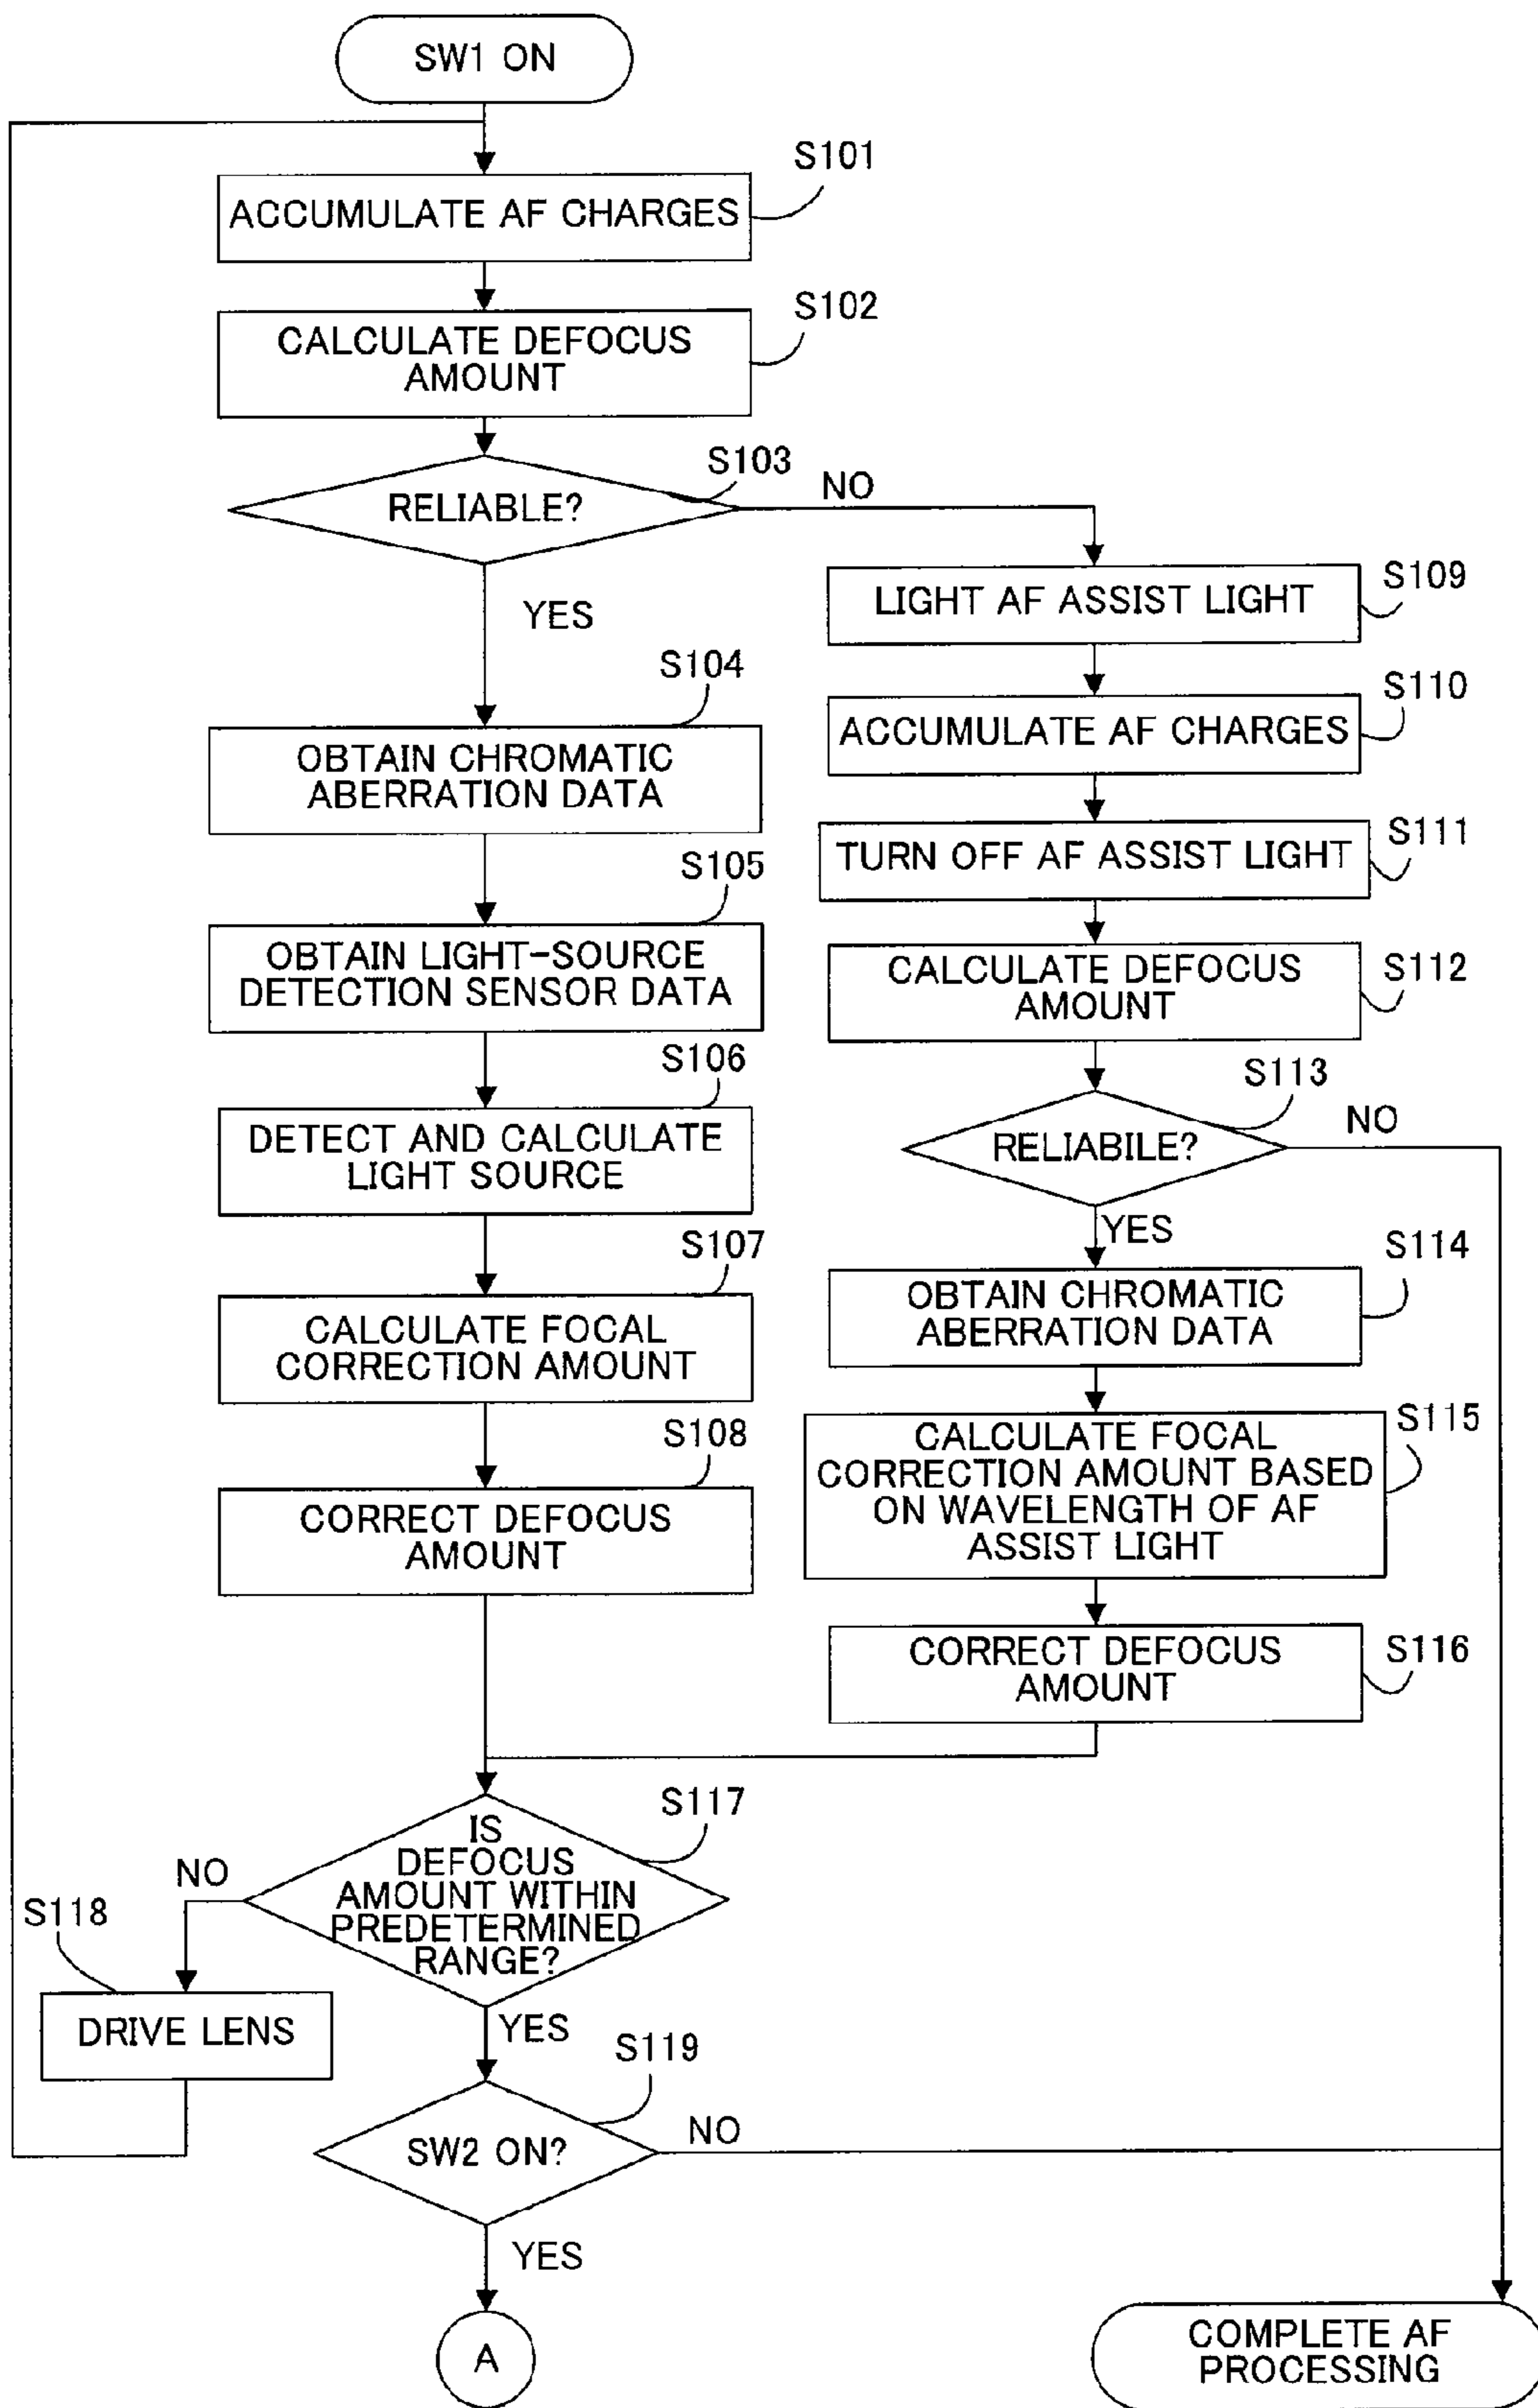 SW1 ON
S101
ACCUMULATE AF CHARGES
S102
CALCULATE DEFOCUS
AMOUNT
S103
RELIABLE?
NO
YES
S104
OBTAIN CHROMATIC
ABERRATION DATA
S105
OBTAIN LIGHT-SOURCE
DETECTION SENSOR DATA
S106
DETECT AND CALCULATE
LIGHT SOURCE
S107
CALCULATE FOCAL
CORRECTION AMOUNT
S108
CORRECT DEFOCUS
AMOUNT
S109
LIGHT AF ASSIST LIGHT
S110
ACCUMULATE AF CHARGES
S111
TURN OFF AF ASSIST LIGHT
S112
CALCULATE DEFOCUS
AMOUNT
S113
RELIABILE?
NO
YES
S114
OBTAIN CHROMATIC
ABERRATION DATA
S115
CALCULATE FOCAL
CORRECTION AMOUNT BASED
ON WAVELENGTH OF AF
ASSIST LIGHT
S116
CORRECT DEFOCUS
AMOUNT
S117
IS
DEFOCUS
AMOUNT WITHIN
PREDETERMINED
RANGE?
NO
S118
DRIVE LENS
YES
S119
SW2 ON?
NO
YES
A
COMPLETE AF
PROCESSING